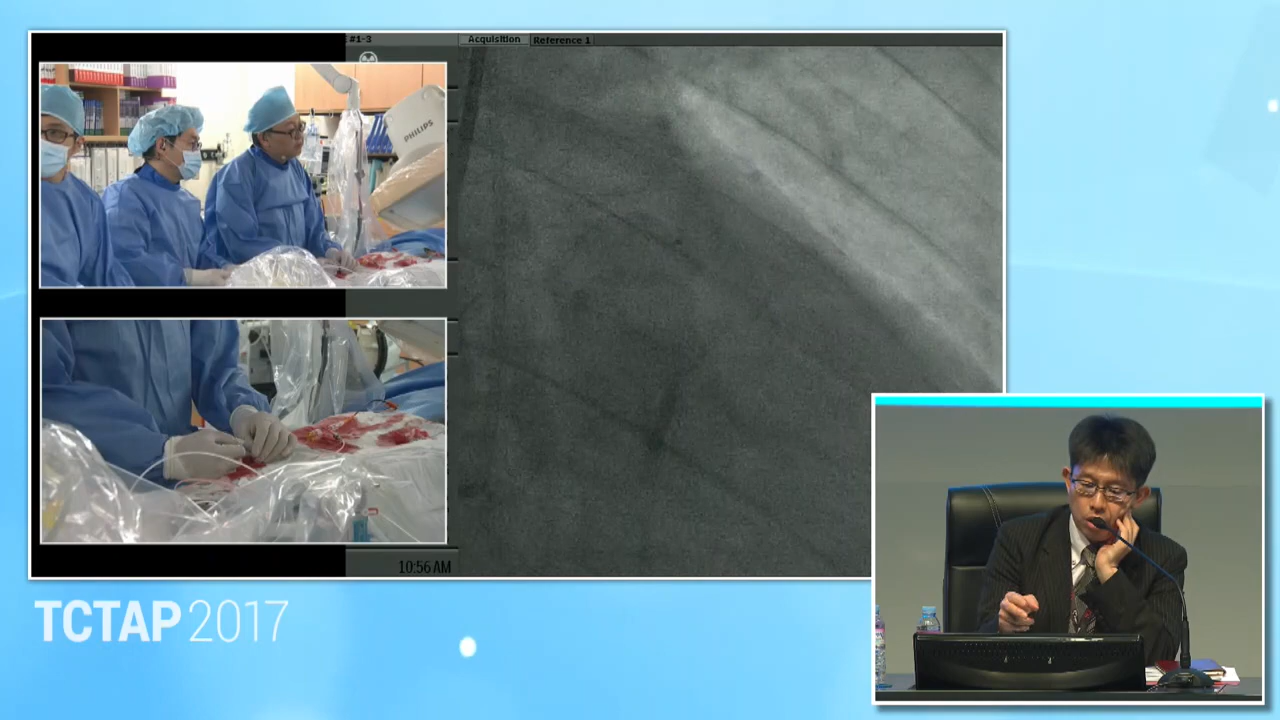 #1-3
Acquisition
Reference 1
PHILIPS
10:56 AM
TCTAP 2017